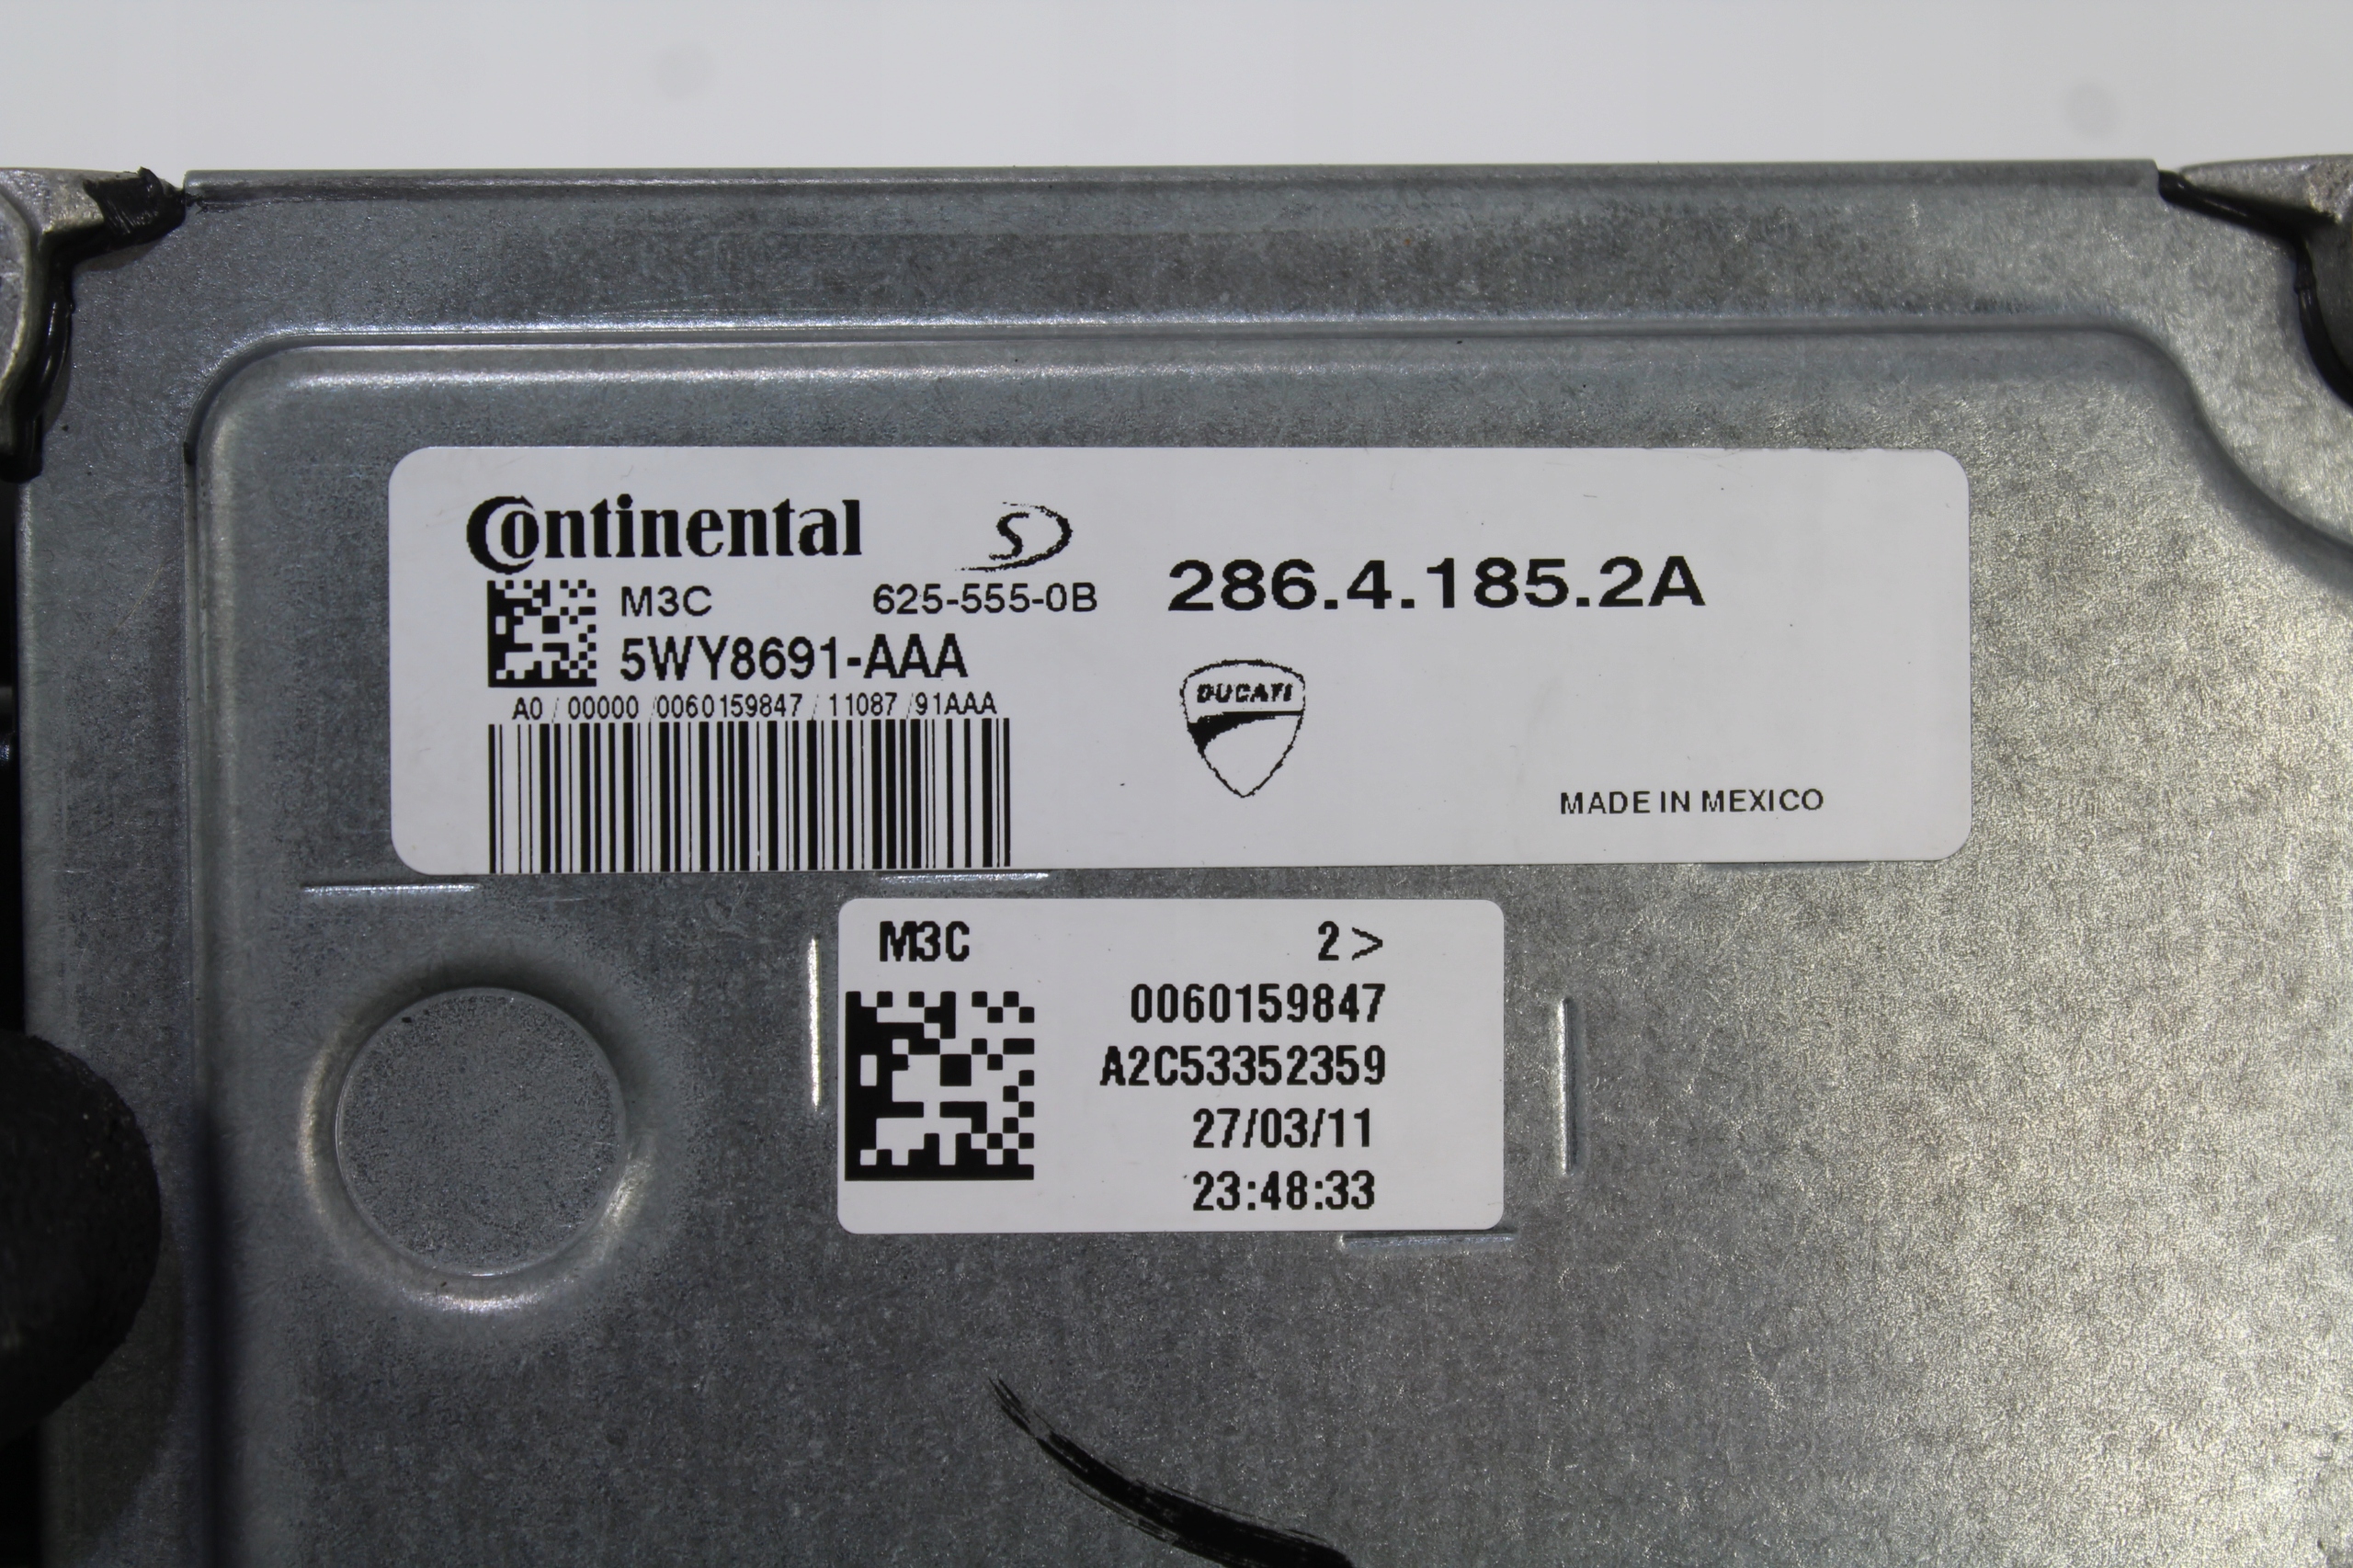 Continental
M3C 625-555-0B 286.4.185.2A
5WY8691-AAA
A0 / 00000 /0060159847 / 11087 /91AAA
DUCATI
MADE IN MEXICO
M3C 2>
0060159847
A2C53352359
27/03/11
23:48:33